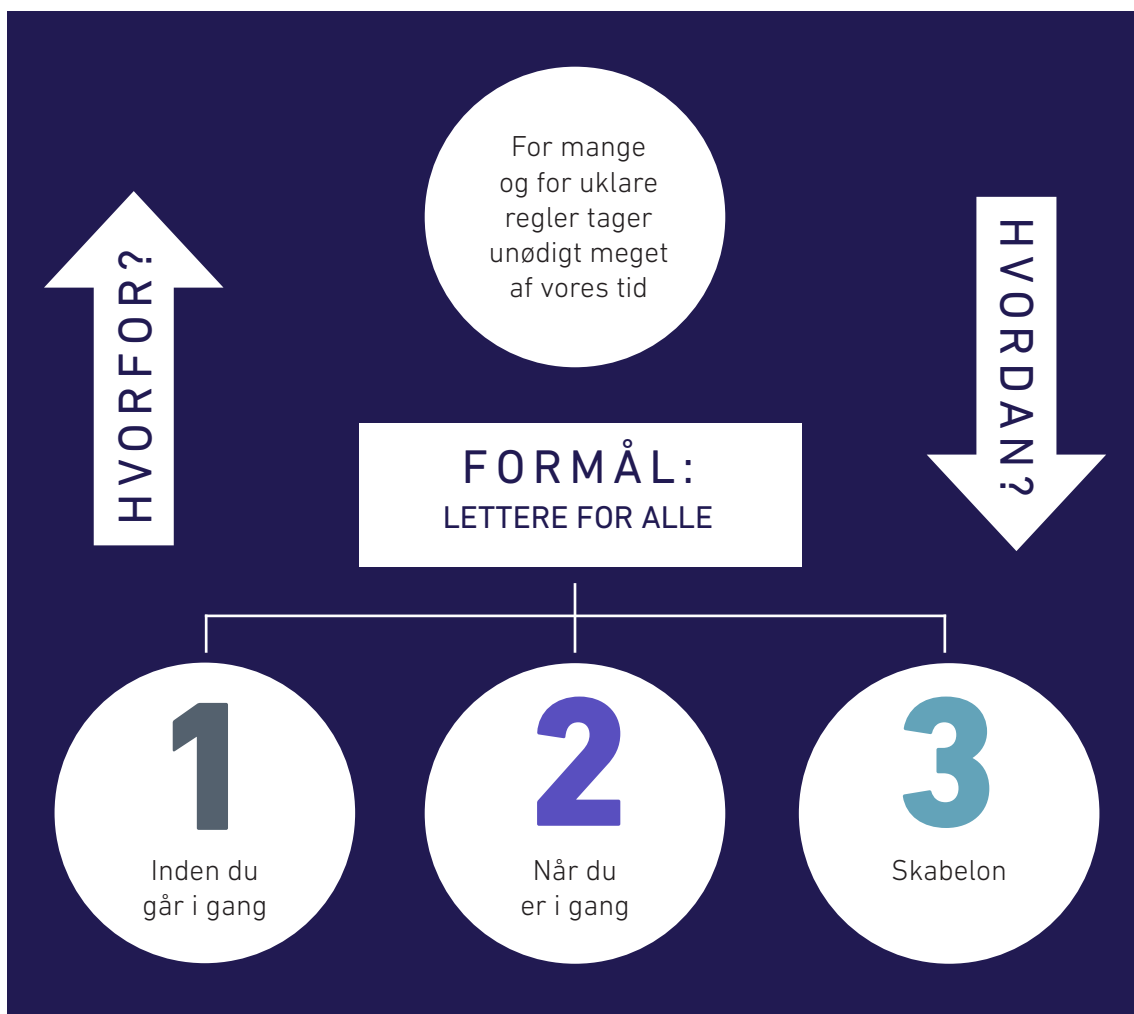 For mange
og for uklare
regler tager
unødigt meget
af vores tid
HVORFOR?
HVORDAN?
FORMÅL:
LETTERE FOR ALLE
1
Inden du
går i gang
2
Når du
er i gang
3
Skabelon